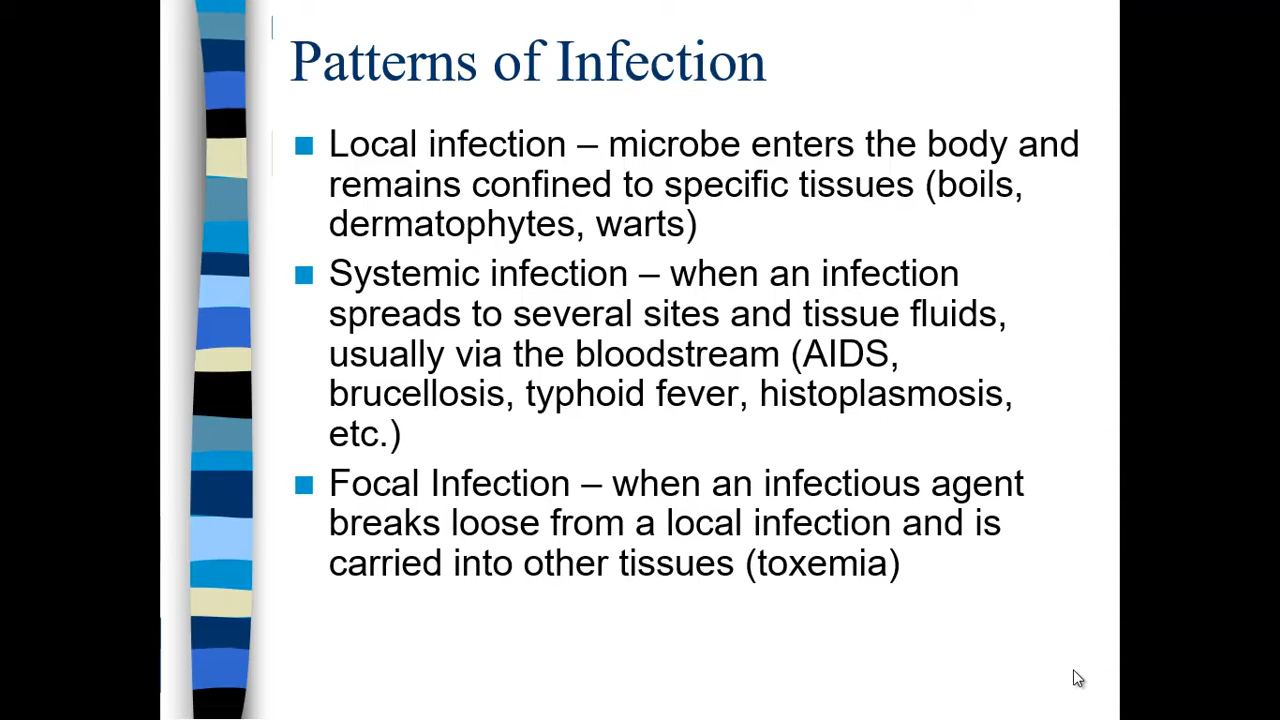 Patterns of Infection
Local infection – microbe enters the body and
remains confined to specific tissues (boils,
dermatophytes, warts)
Systemic infection – when an infection
spreads to several sites and tissue fluids,
usually via the bloodstream (AIDS,
brucellosis, typhoid fever, histoplasmosis,
etc.)
Focal Infection – when an infectious agent
breaks loose from a local infection and is
carried into other tissues (toxemia)